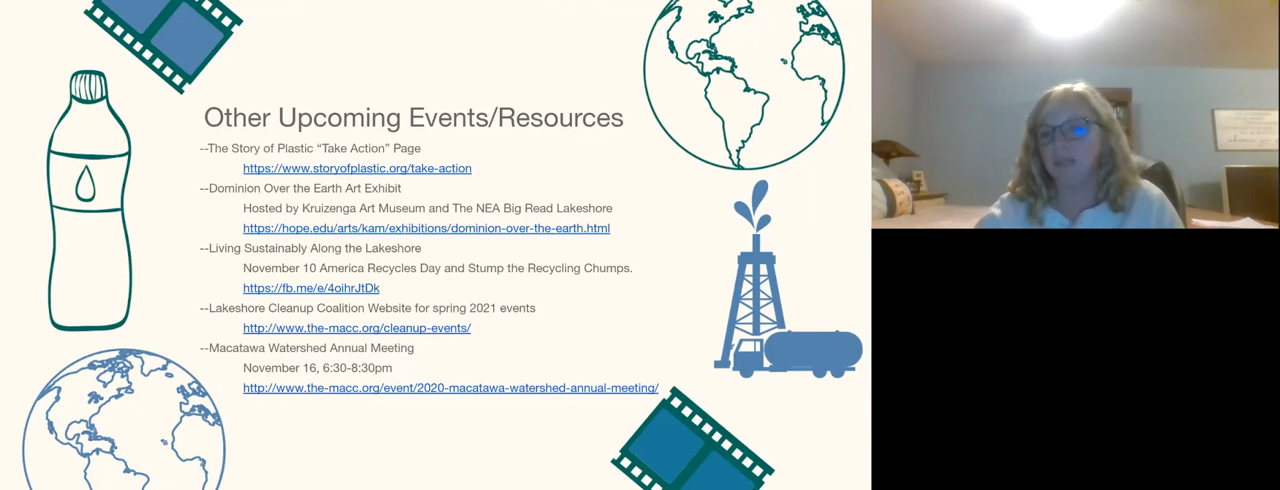 Other Upcoming Events/Resources
--The Story of Plastic “Take Action” Page
https://www.storyofplastic.org/take-action
--Dominion Over the Earth Art Exhibit
Hosted by Kruizenga Art Museum and The NEA Big Read Lakeshore
https://hope.edu/arts/kam/exhibitions/dominion-over-the-earth.html
--Living Sustainably Along the Lakeshore
November 10 America Recycles Day and Stump the Recycling Chumps.
https://fb.me/e/4oihrJtDk
--Lakeshore Cleanup Coalition Website for spring 2021 events
http://www.the-macc.org/cleanup-events/
--Macatawa Watershed Annual Meeting
November 16, 6:30-8:30pm
http://www.the-macc.org/event/2020-macatawa-watershed-annual-meeting/